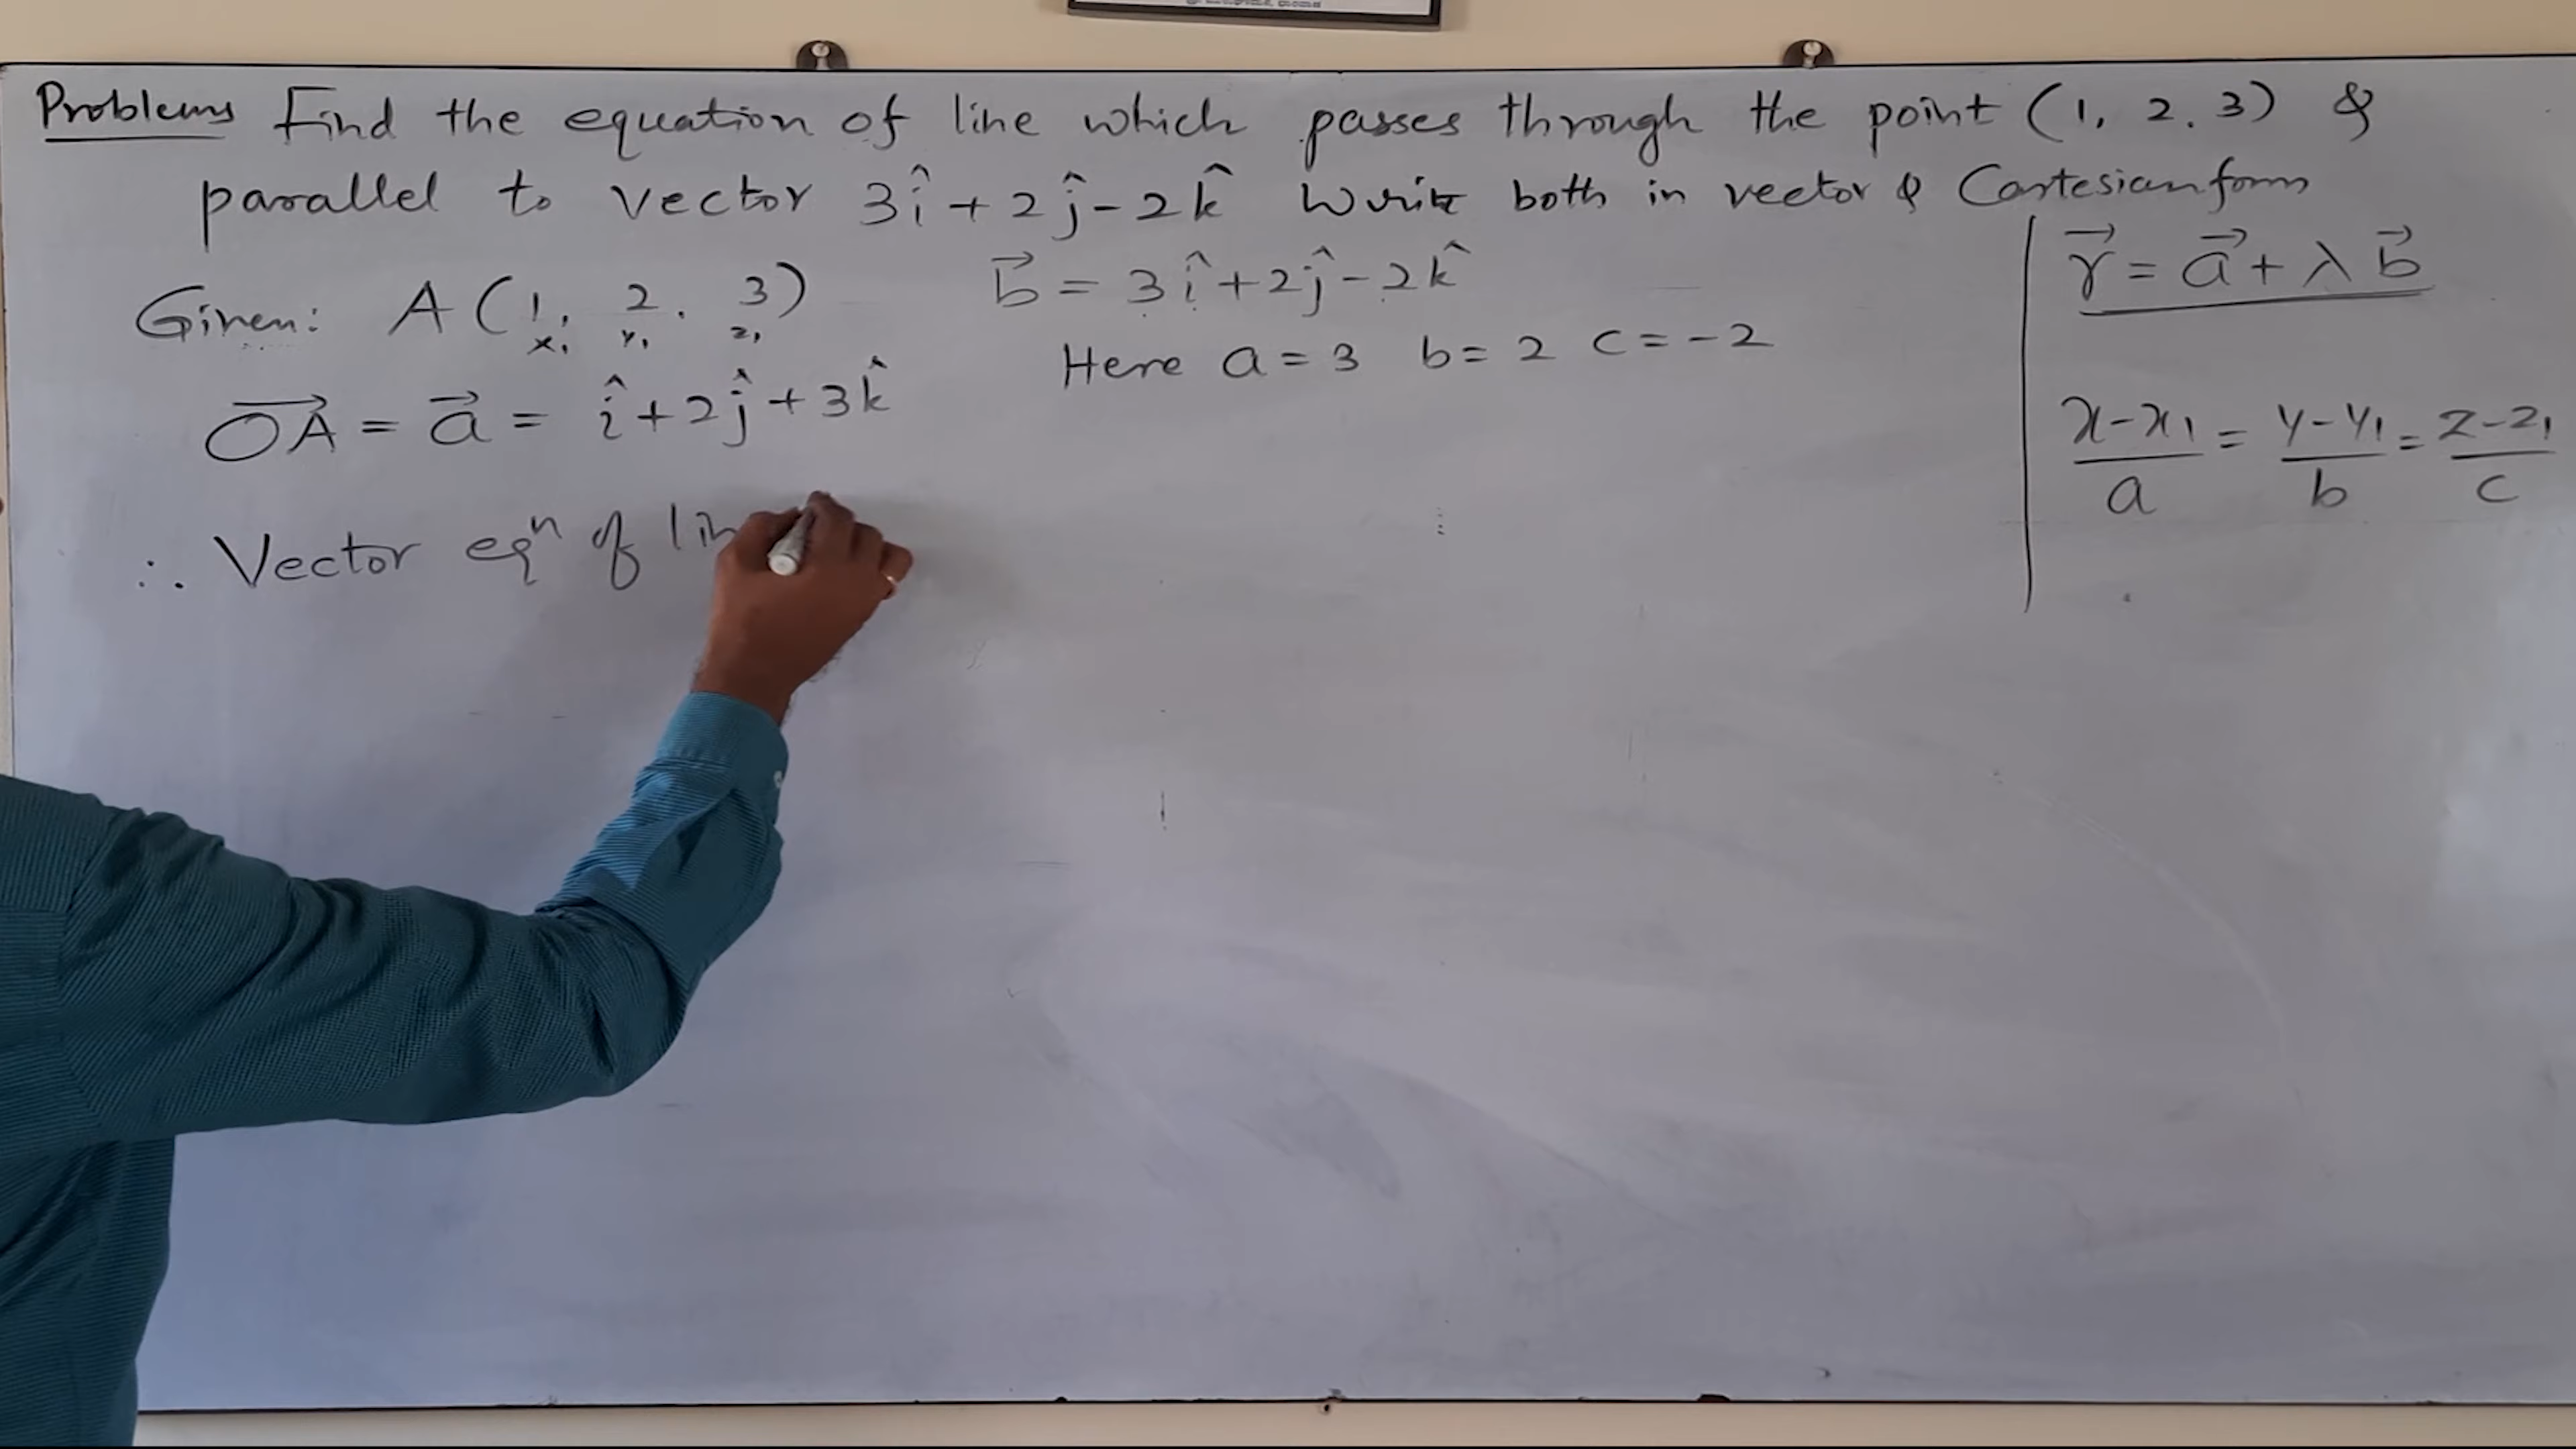 Problems Find the equation of line which passes through the point (1, 2, 3) &
parallel to vector 3î + 2ĵ - 2k̂ Write both in vector & Cartesian form
Given: A (1, 2, 3)
x₁ y₁ z₁
OA⃗ = a⃗ = î + 2ĵ + 3k̂
∴ Vector eqⁿ of lin
b⃗ = 3î + 2ĵ - 2k̂
Here a = 3 b = 2 c = -2
r⃗ = a⃗ + λ b⃗
x-x₁/a = y-y₁/b = z-z₁/c